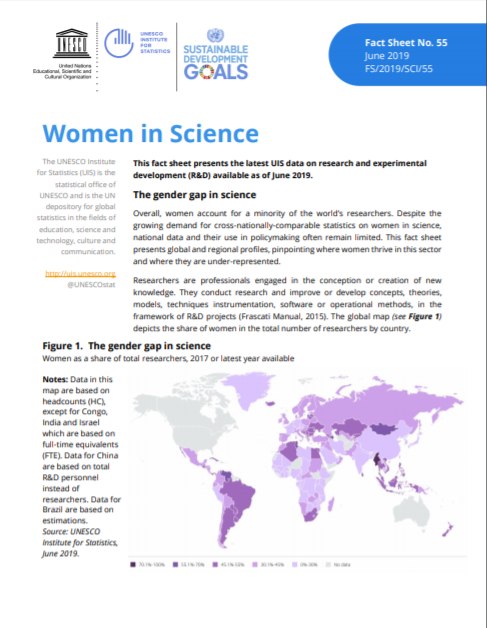 United Nations
Educational, Scientific and
Cultural Organization
UNESCO
INSTITUTE
FOR
STATISTICS
SUSTAINABLE
DEVELOPMENT
GOALS
Fact Sheet No. 55
June 2019
FS/2019/SCI/55
Women in Science
The UNESCO Institute
for Statistics (UIS) is the
statistical office of
UNESCO and is the UN
depository for global
statistics in the fields of
education, science and
technology, culture and
communication.
http://uis.unesco.org
@UNESCOstat
This fact sheet presents the latest UIS data on research and experimental
development (R&D) available as of June 2019.
The gender gap in science
Overall, women account for a minority of the world's researchers. Despite the
growing demand for cross-nationally-comparable statistics on women in science,
national data and their use in policymaking often remain limited. This fact sheet
presents global and regional profiles, pinpointing where women thrive in this sector
and where they are under-represented.
Researchers are professionals engaged in the conception or creation of new
knowledge. They conduct research and improve or develop concepts, theories,
models, techniques instrumentation, software or operational methods, in the
framework of R&D projects (Frascati Manual, 2015). The global map (see Figure 1)
depicts the share of women in the total number of researchers by country.
Figure 1. The gender gap in science
Women as a share of total researchers, 2017 or latest year available
Notes: Data in this
map are based on
headcounts (HC),
except for Congo,
India and Israel
which are based on
full-time equivalents
(FTE). Data for China
are based on total
R&D personnel
instead of
researchers. Data for
Brazil are based on
estimations.
Source: UNESCO
Institute for Statistics,
June 2019.
70.1%-100% 55.1%-70% 45.1%-55% 30.1%-45% 0%-30% No data